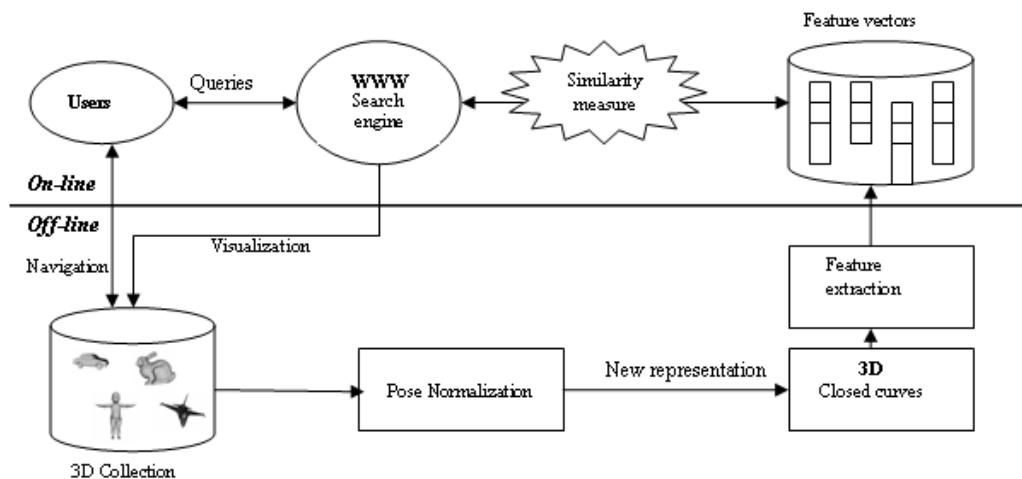 Feature vectors
Users
Queries
WWW
Search
engine
Similarity
measure
On-line
Off-line
Navigation
Visualization
Feature
extraction
Pose Normalization
New representation
3D
Closed curves
3D Collection